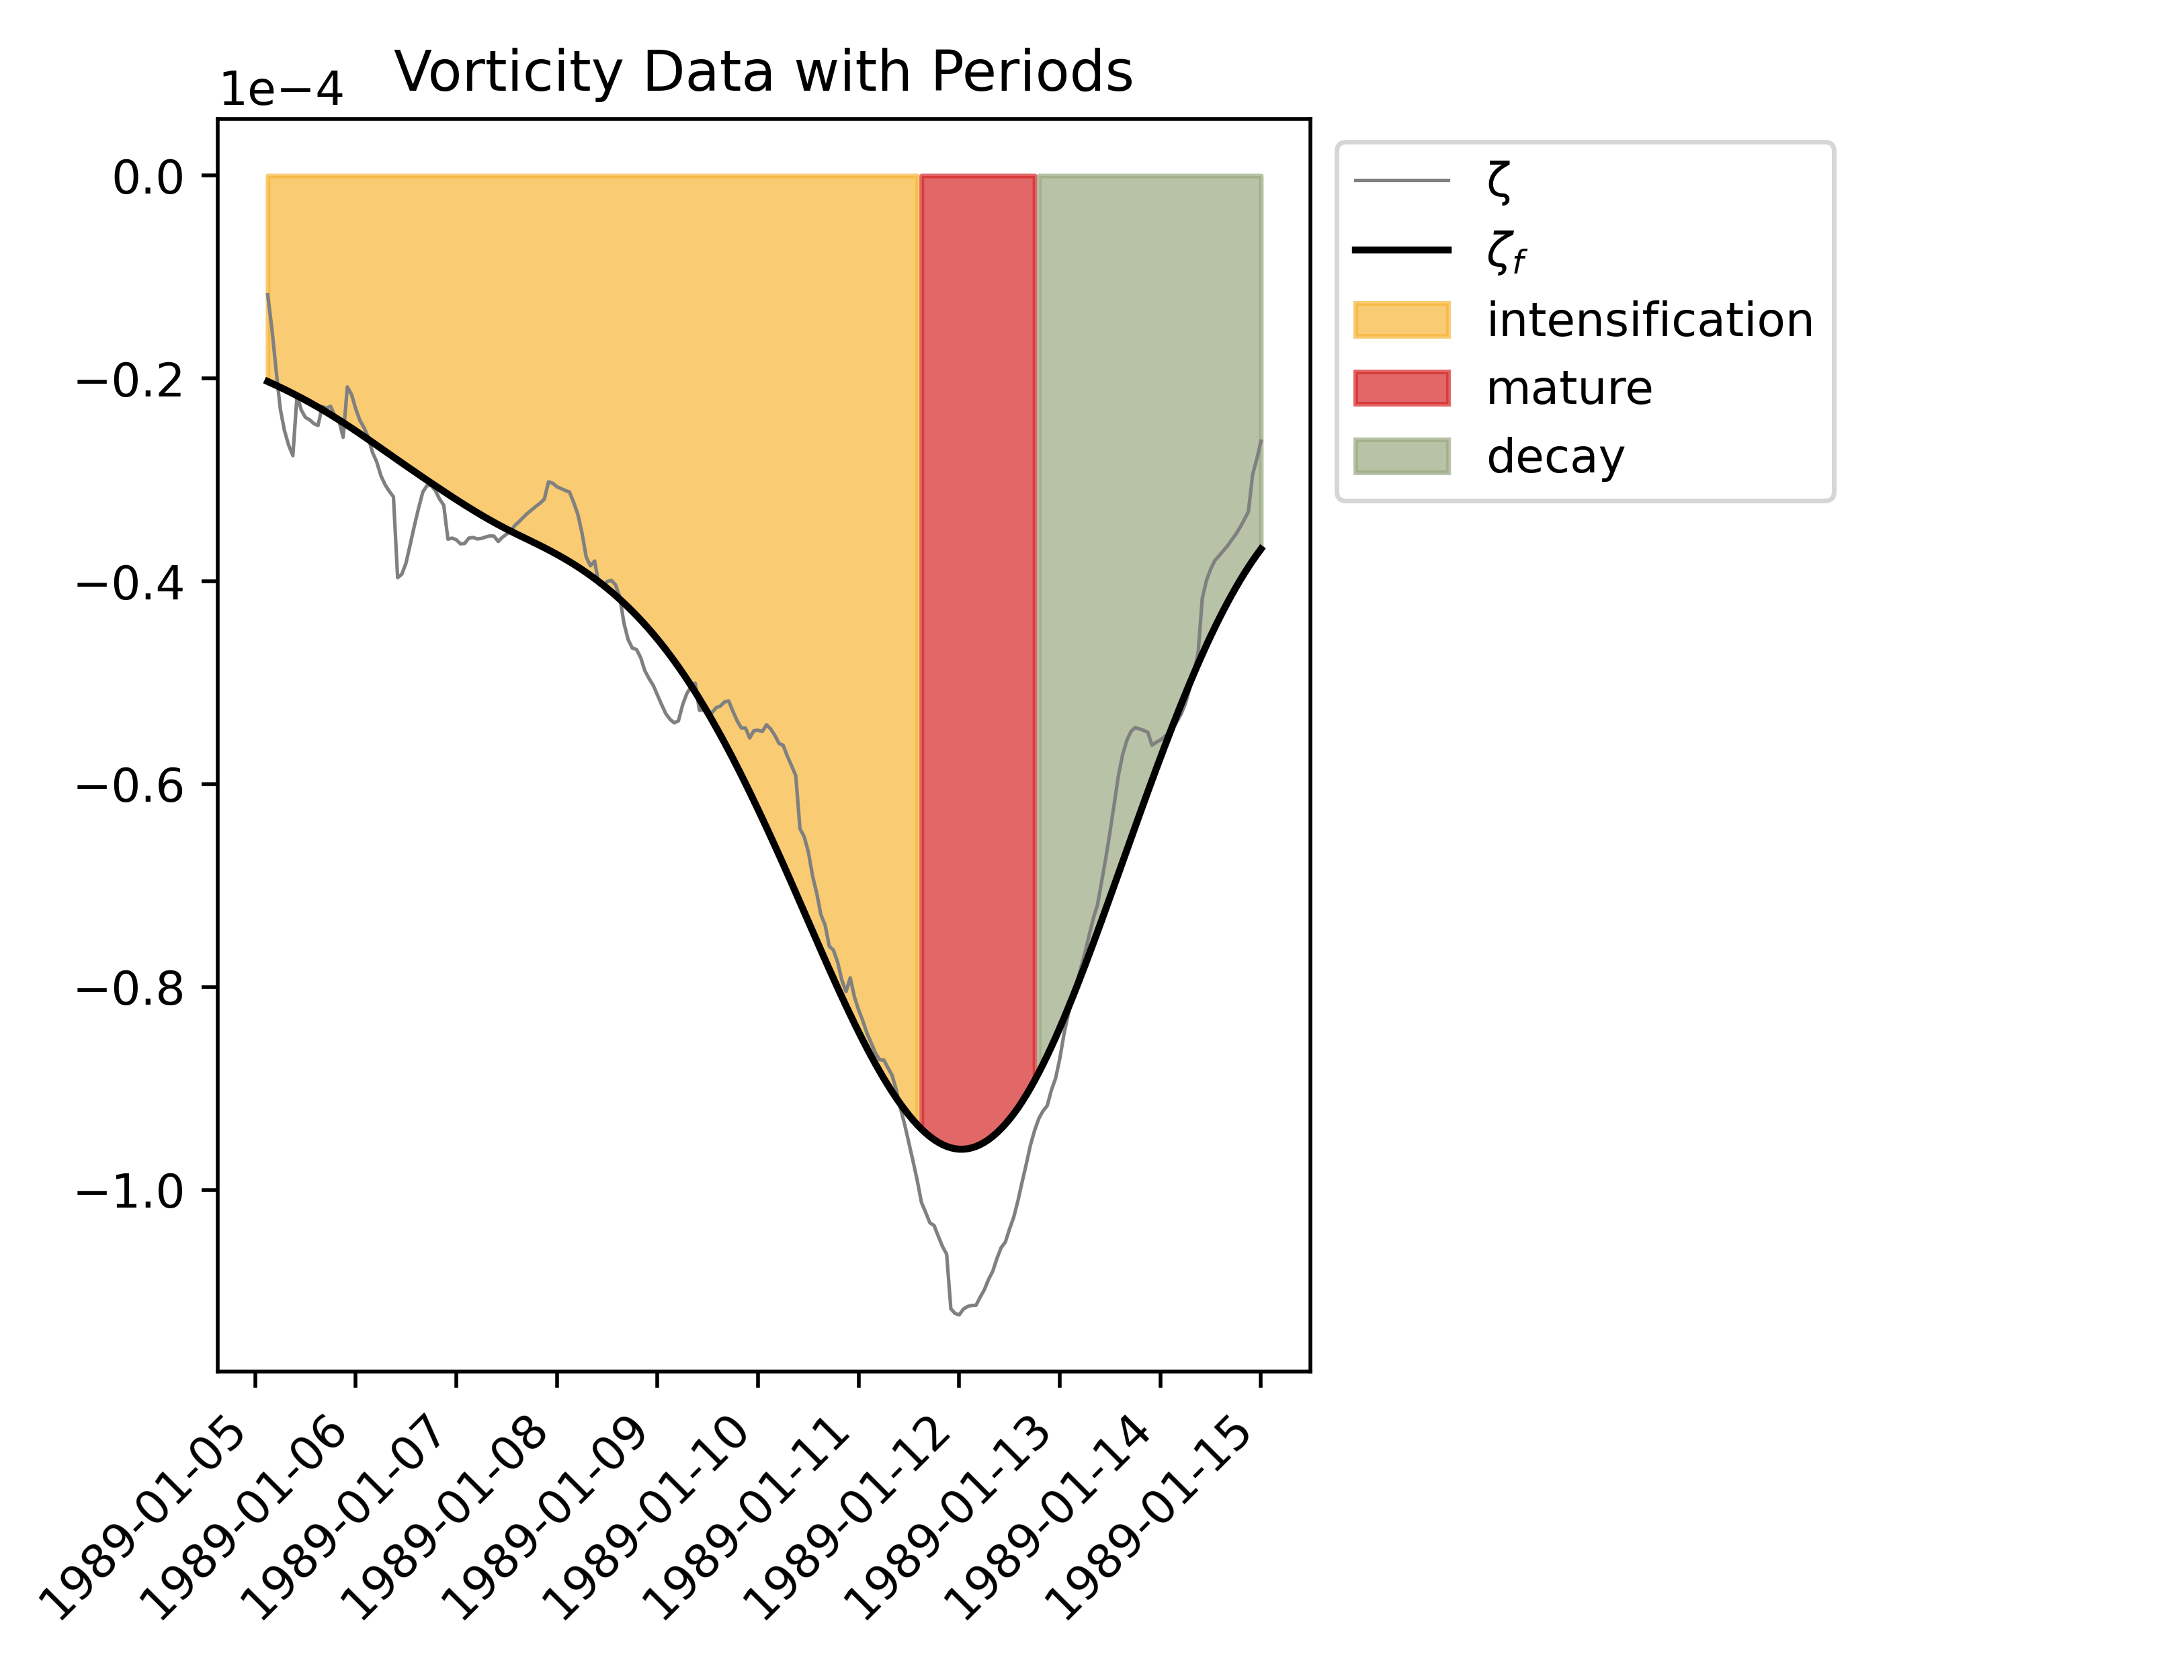 Vorticity Data with Periods
1e−4
0.0
−0.2
−0.4
−0.6
−0.8
−1.0
1989-01-05
1989-01-06
1989-01-07
1989-01-08
1989-01-09
1989-01-10
1989-01-11
1989-01-12
1989-01-13
1989-01-14
1989-01-15
ζ
ζf
intensification
mature
decay